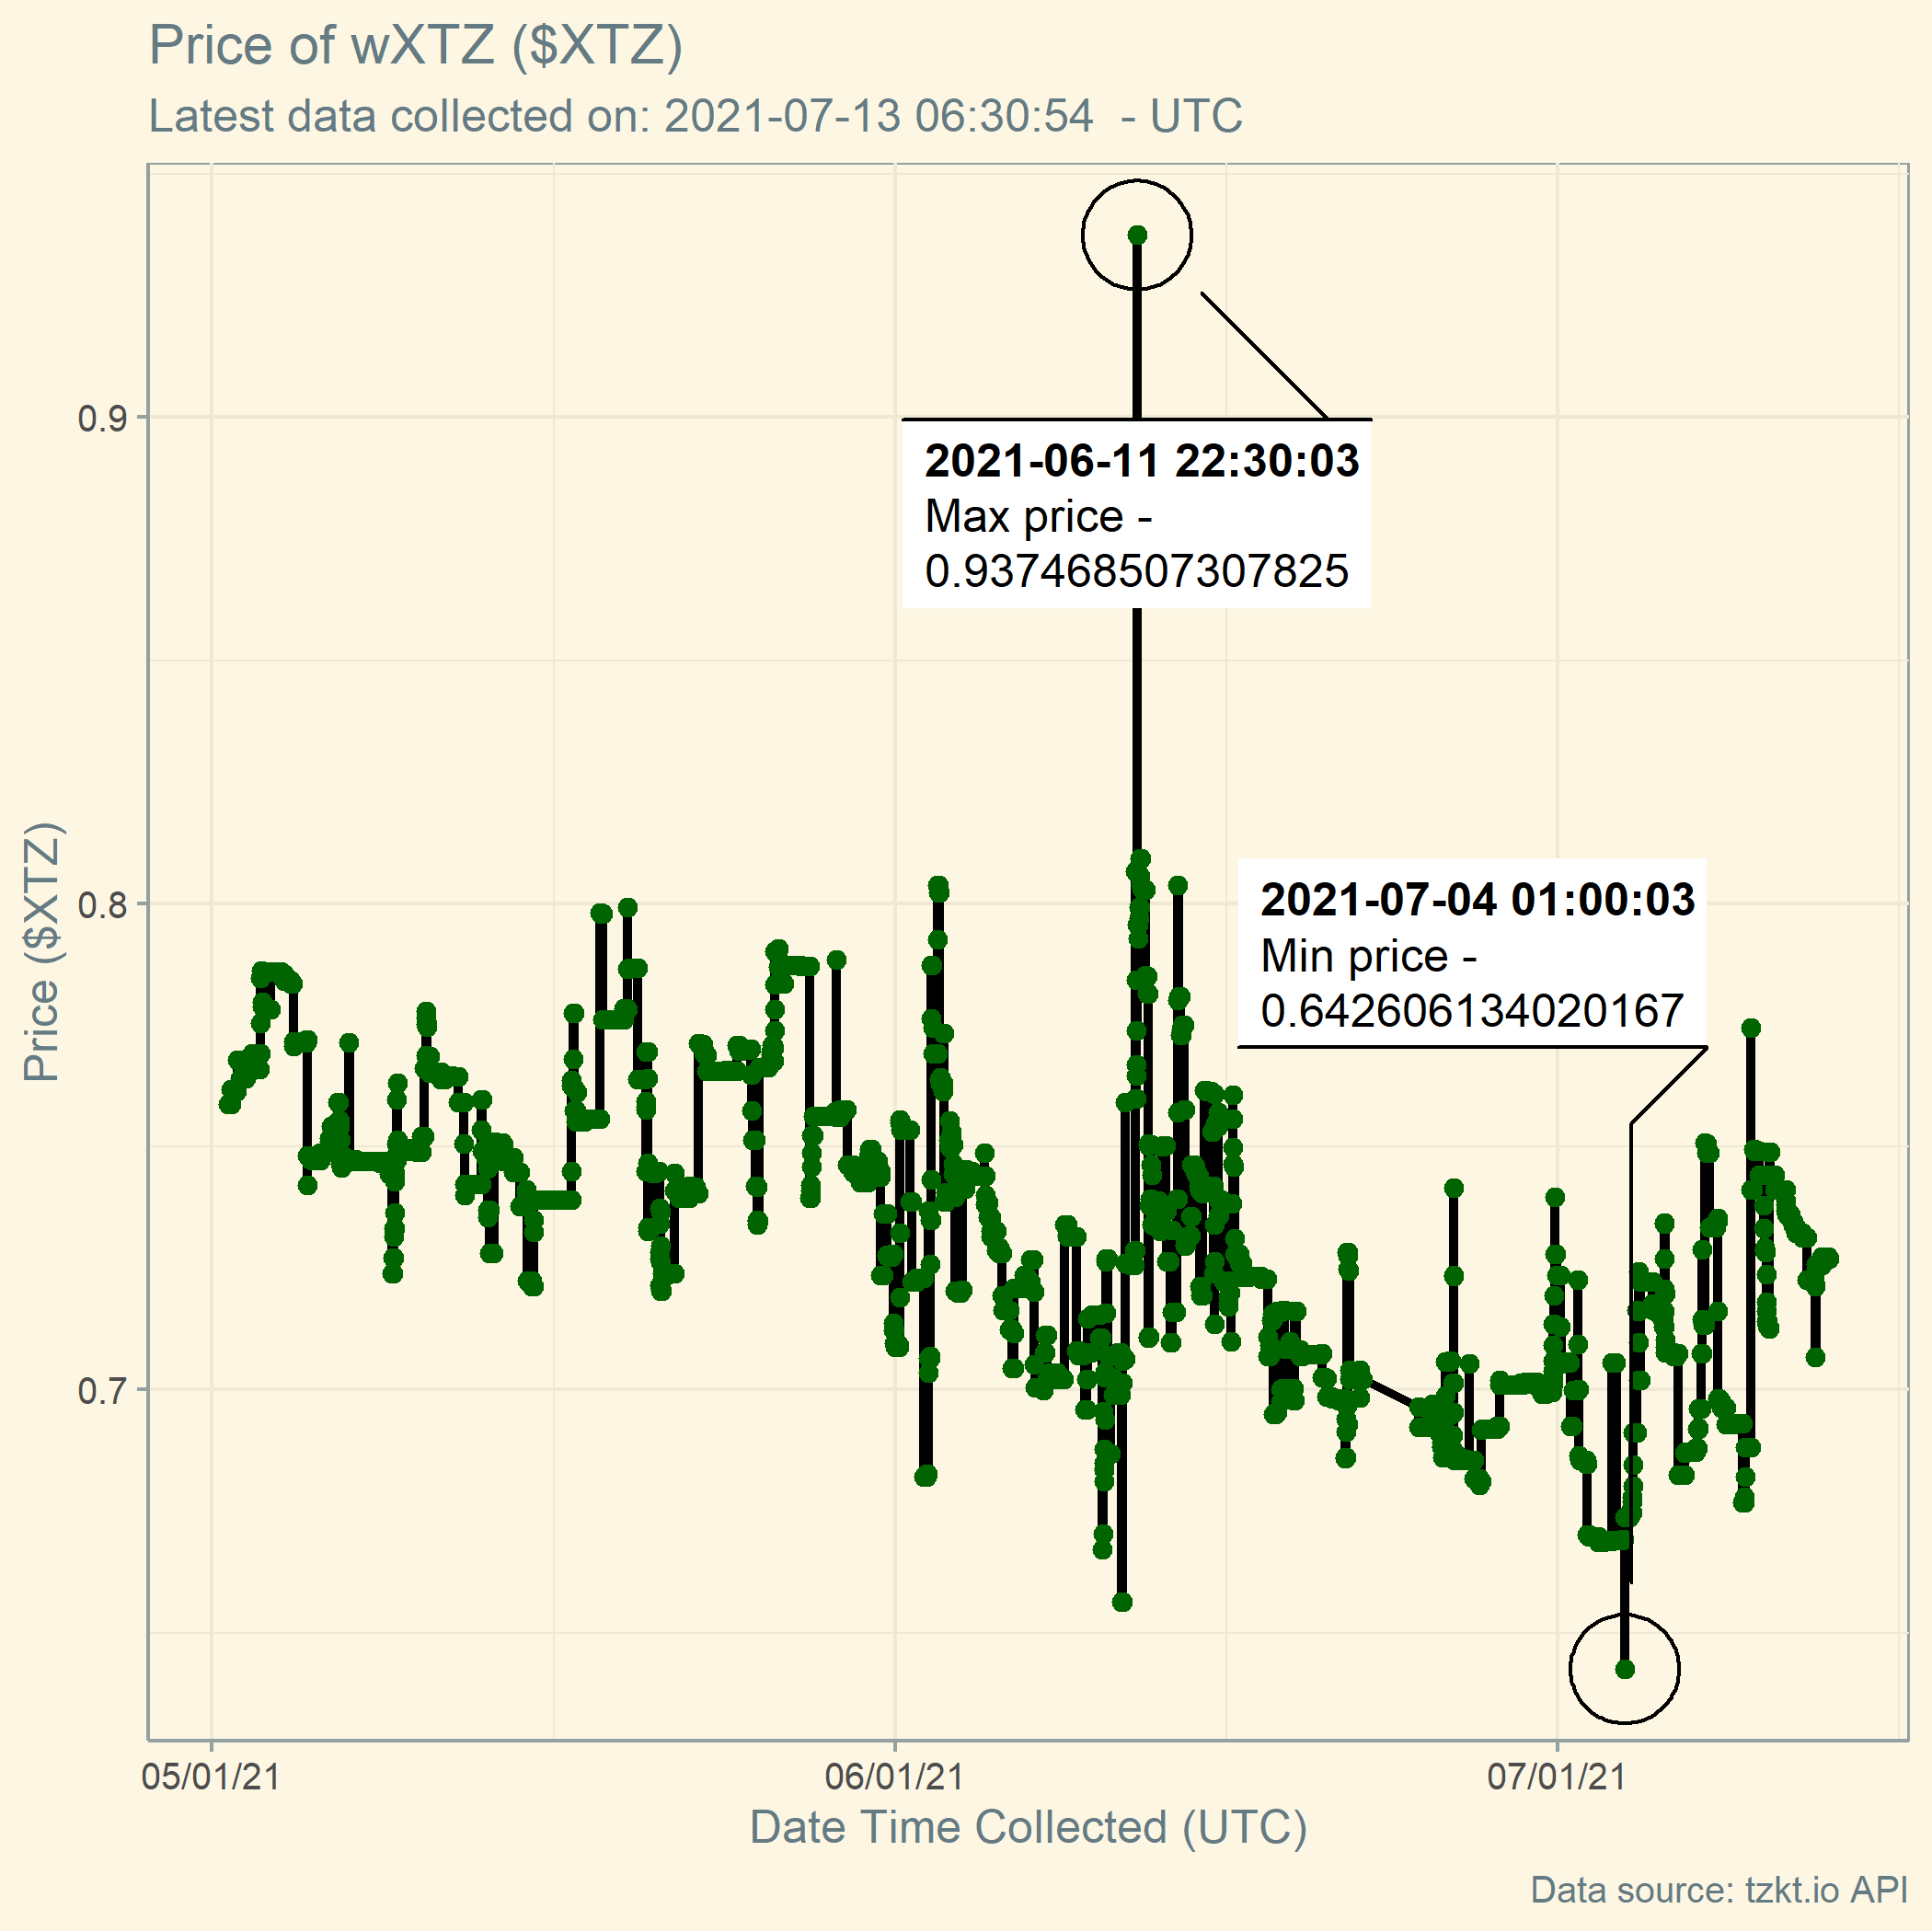 Price of wXTZ ($XTZ)
Latest data collected on: 2021-07-13 06:30:54  - UTC
Price ($XTZ)
0.9
0.8
0.7
2021-06-11 22:30:03
Max price -
0.937468507307825
2021-07-04 01:00:03
Min price -
0.642606134020167
05/01/21
06/01/21
07/01/21
Date Time Collected (UTC)
Data source: tzkt.io API